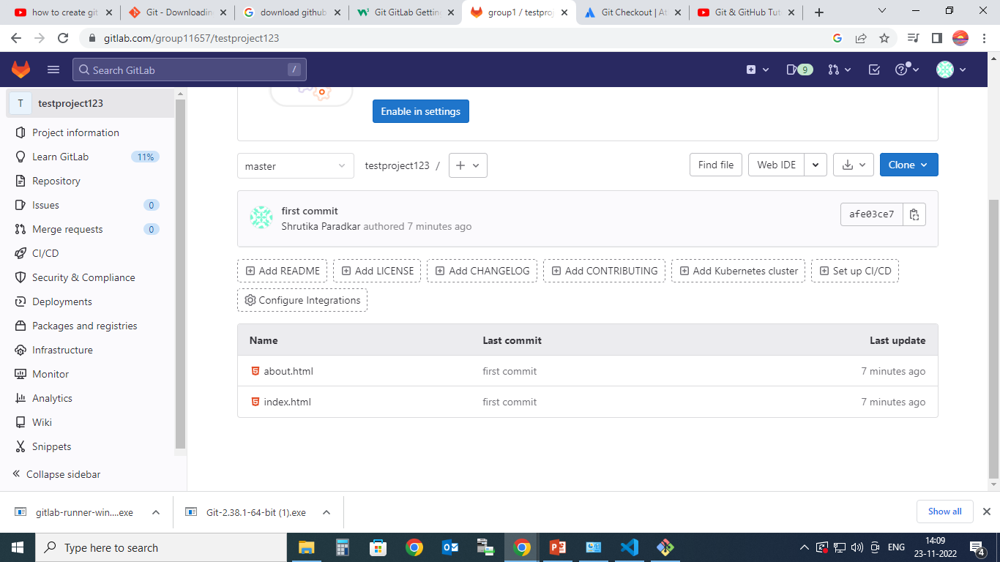 how to create git
Git - Downloadin
download github
Git GitLab Gettin
group1 / testproj
Git Checkout | At
Git & GitHub Tut
gitlab.com/group11657/testproject123
Search GitLab
/
9
T
testproject123
Project information
Learn GitLab
11%
Repository
Issues
0
Merge requests
0
CI/CD
Security & Compliance
Deployments
Packages and registries
Infrastructure
Monitor
Analytics
Wiki
Snippets
Collapse sidebar
Enable in settings
master
testproject123 /
Find file
Web IDE
Clone
first commit
Shrutika Paradkar authored 7 minutes ago
afe03ce7
Add README
Add LICENSE
Add CHANGELOG
Add CONTRIBUTING
Add Kubernetes cluster
Set up CI/CD
Configure Integrations
Name Last commit Last update
about.html first commit 7 minutes ago
index.html first commit 7 minutes ago
gitlab-runner-win....exe
Git-2.38.1-64-bit (1).exe
Show all
Type here to search
ENG
14:09
23-11-2022
4